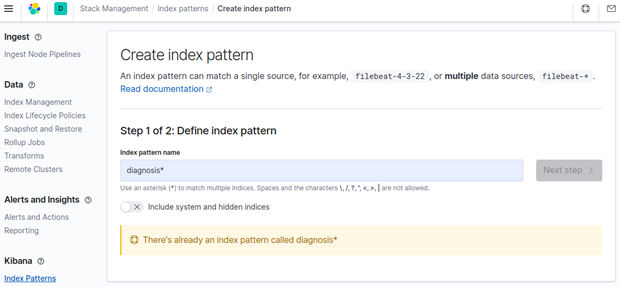 D Stack Management / Index patterns / Create index pattern
Ingest
Ingest Node Pipelines
Data
Index Management
Index Lifecycle Policies
Snapshot and Restore
Rollup Jobs
Transforms
Remote Clusters
Alerts and Insights
Alerts and Actions
Reporting
Kibana
Index Patterns
Create index pattern
An index pattern can match a single source, for example, filebeat-4-3-22 , or multiple data sources, filebeat-* .
Read documentation
Step 1 of 2: Define index pattern
Index pattern name
diagnosis*
Next step
Use an asterisk (*) to match multiple indices. Spaces and the characters \, /, ?, ", <, >, | are not allowed.
Include system and hidden indices
There's already an index pattern called diagnosis*